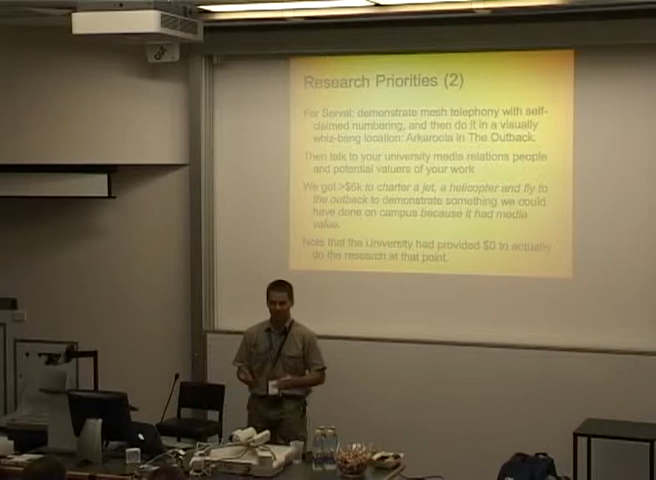 Research Priorities (2)
For Serval: demonstrate mesh telephony with self-
claimed numbering, and then do it in a visually
whiz-bang location: Arkaroola in The Outback.
Then talk to your university media relations people
and potential valuers of your work
We got >$6k to charter a jet, a helicopter and fly to
the outback to demonstrate something we could
have done on campus because it had media
value.
Note that the University had provided $0 to actually
do the research at that point.